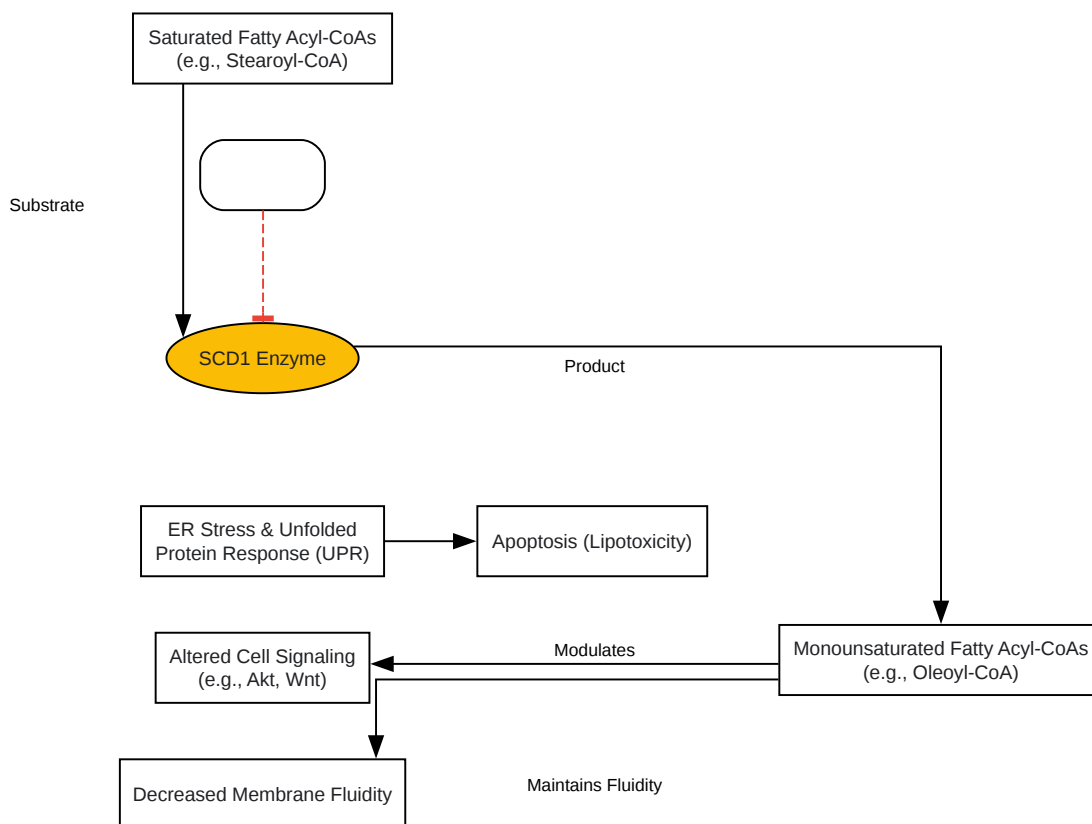 Saturated Fatty Acyl-CoAs
(e.g., Stearoyl-CoA)
Substrate
SCD1 Enzyme
Product
ER Stress & Unfolded
Protein Response (UPR)
Apoptosis (Lipotoxicity)
Altered Cell Signaling
(e.g., Akt, Wnt)
Modulates
Monounsaturated Fatty Acyl-CoAs
(e.g., Oleoyl-CoA)
Decreased Membrane Fluidity
Maintains Fluidity